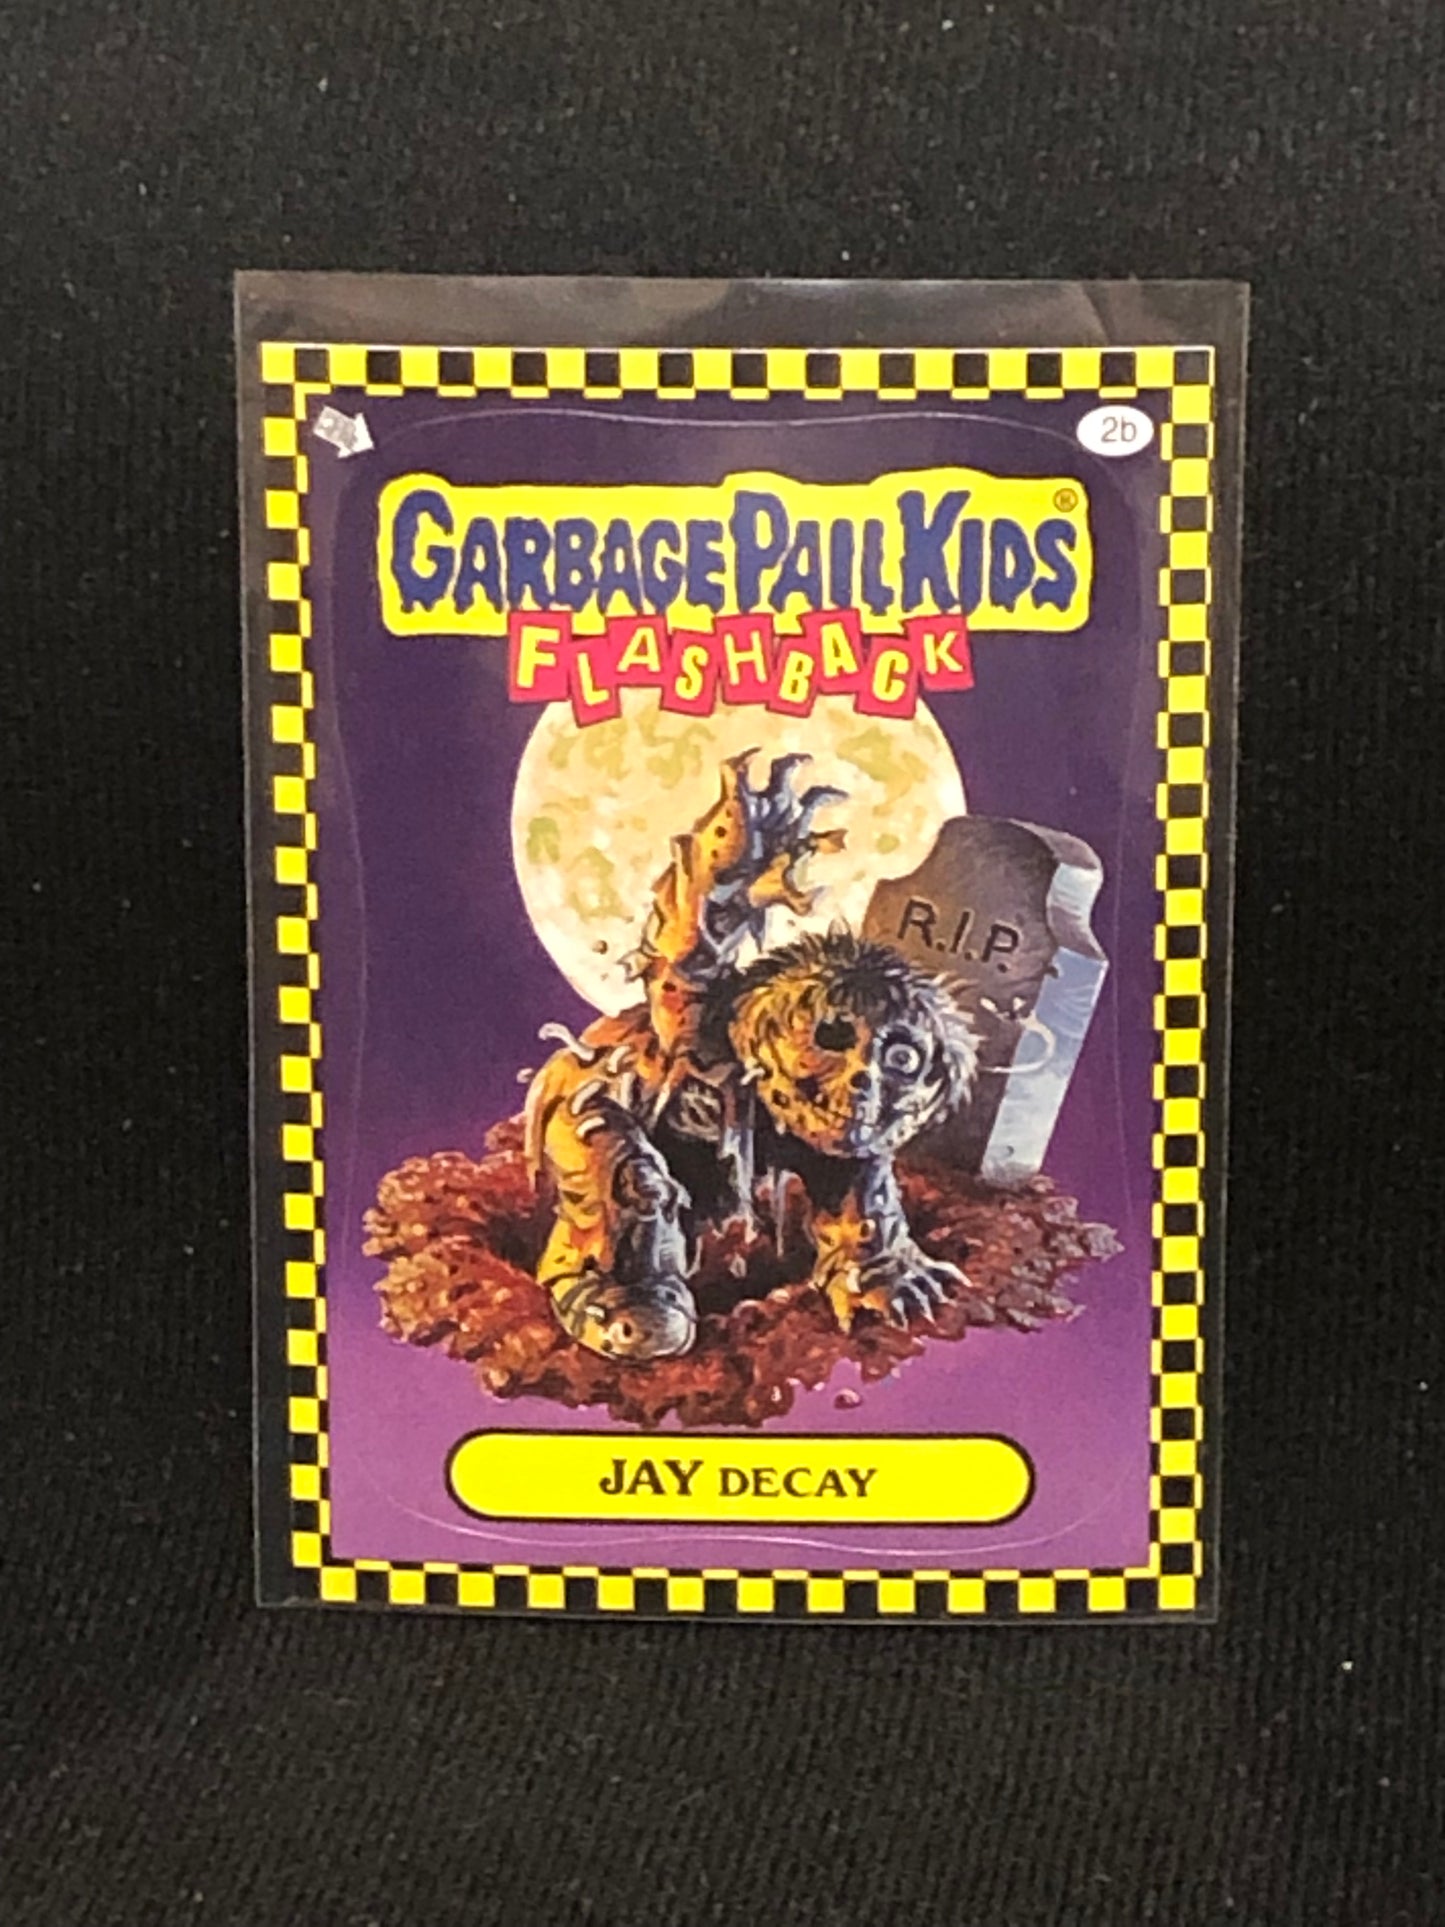 2b
GARBAGE PAIL KIDS®
FLASHBACK
R.I.P.
JAY DECAY